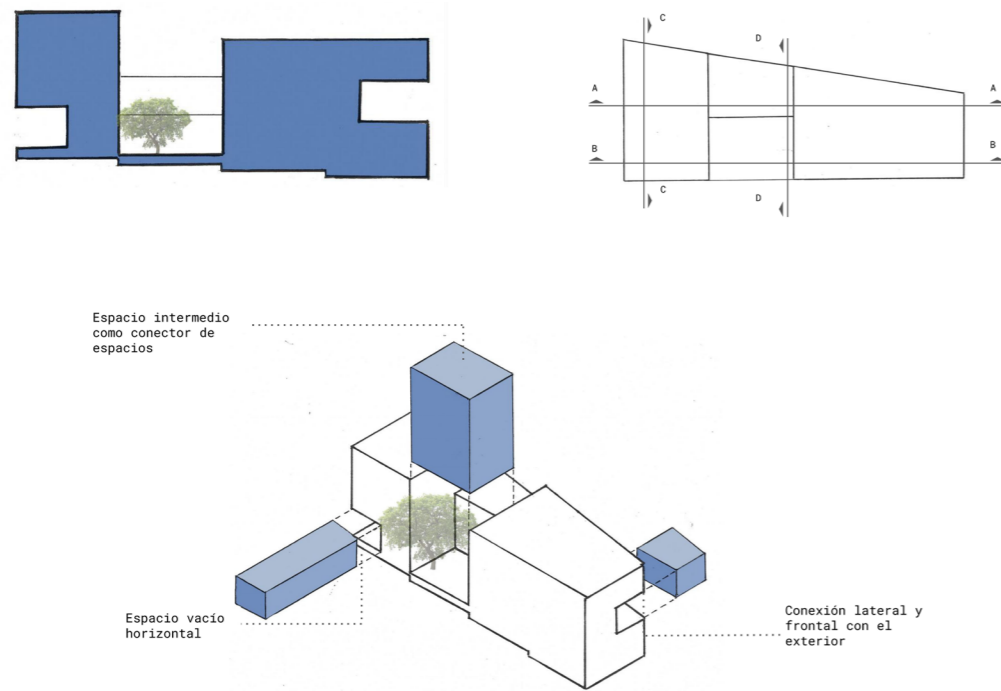 C
D
A
A
B
B
C
D
Espacio intermedio
como conector de
espacios
Espacio vacío
horizontal
Conexión lateral y
frontal con el
exterior